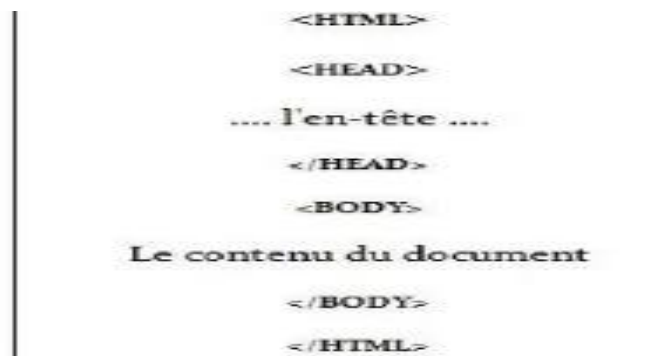 <HTML>
<HEAD>
.... l'en-tête ....
</HEAD>
<BODY>
Le contenu du document
</BODY>
</HTML>